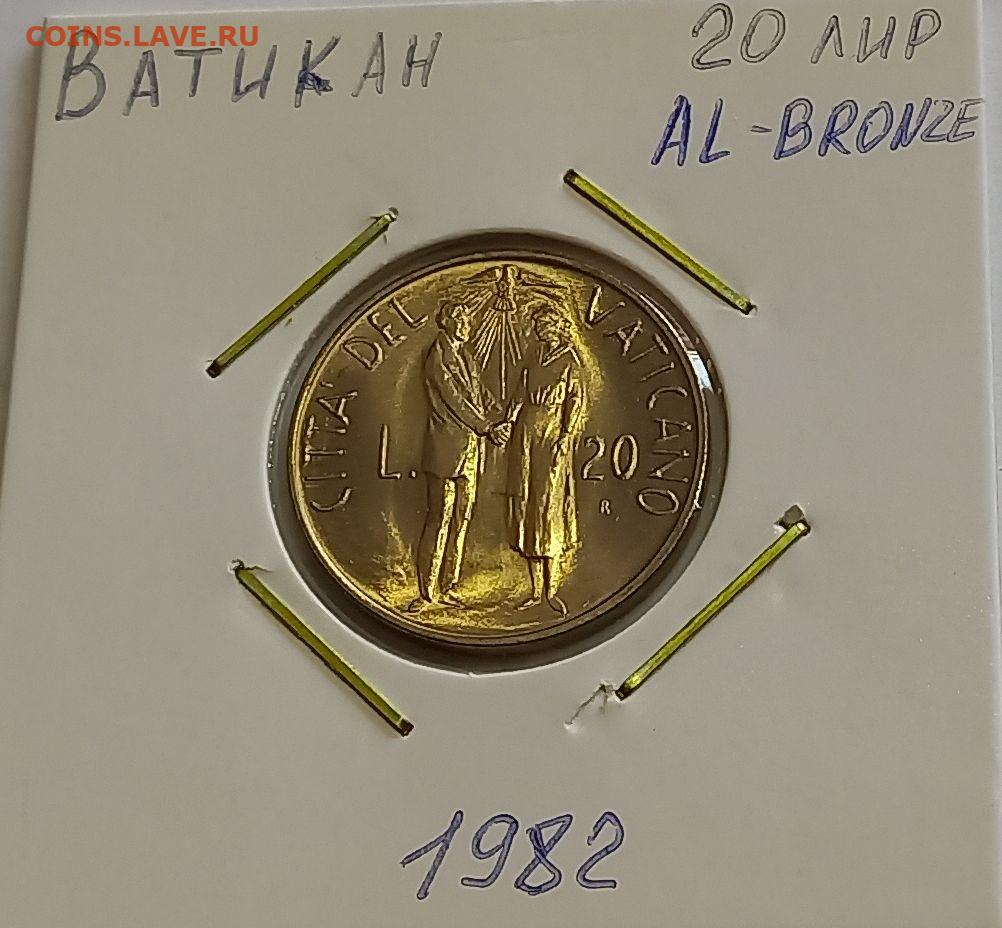 COINS.LAVE.RU
ВАТИКАН
20 ЛИР
AL-BRONZE
CITTA' DEL VATICANO
L. 20
R
1982